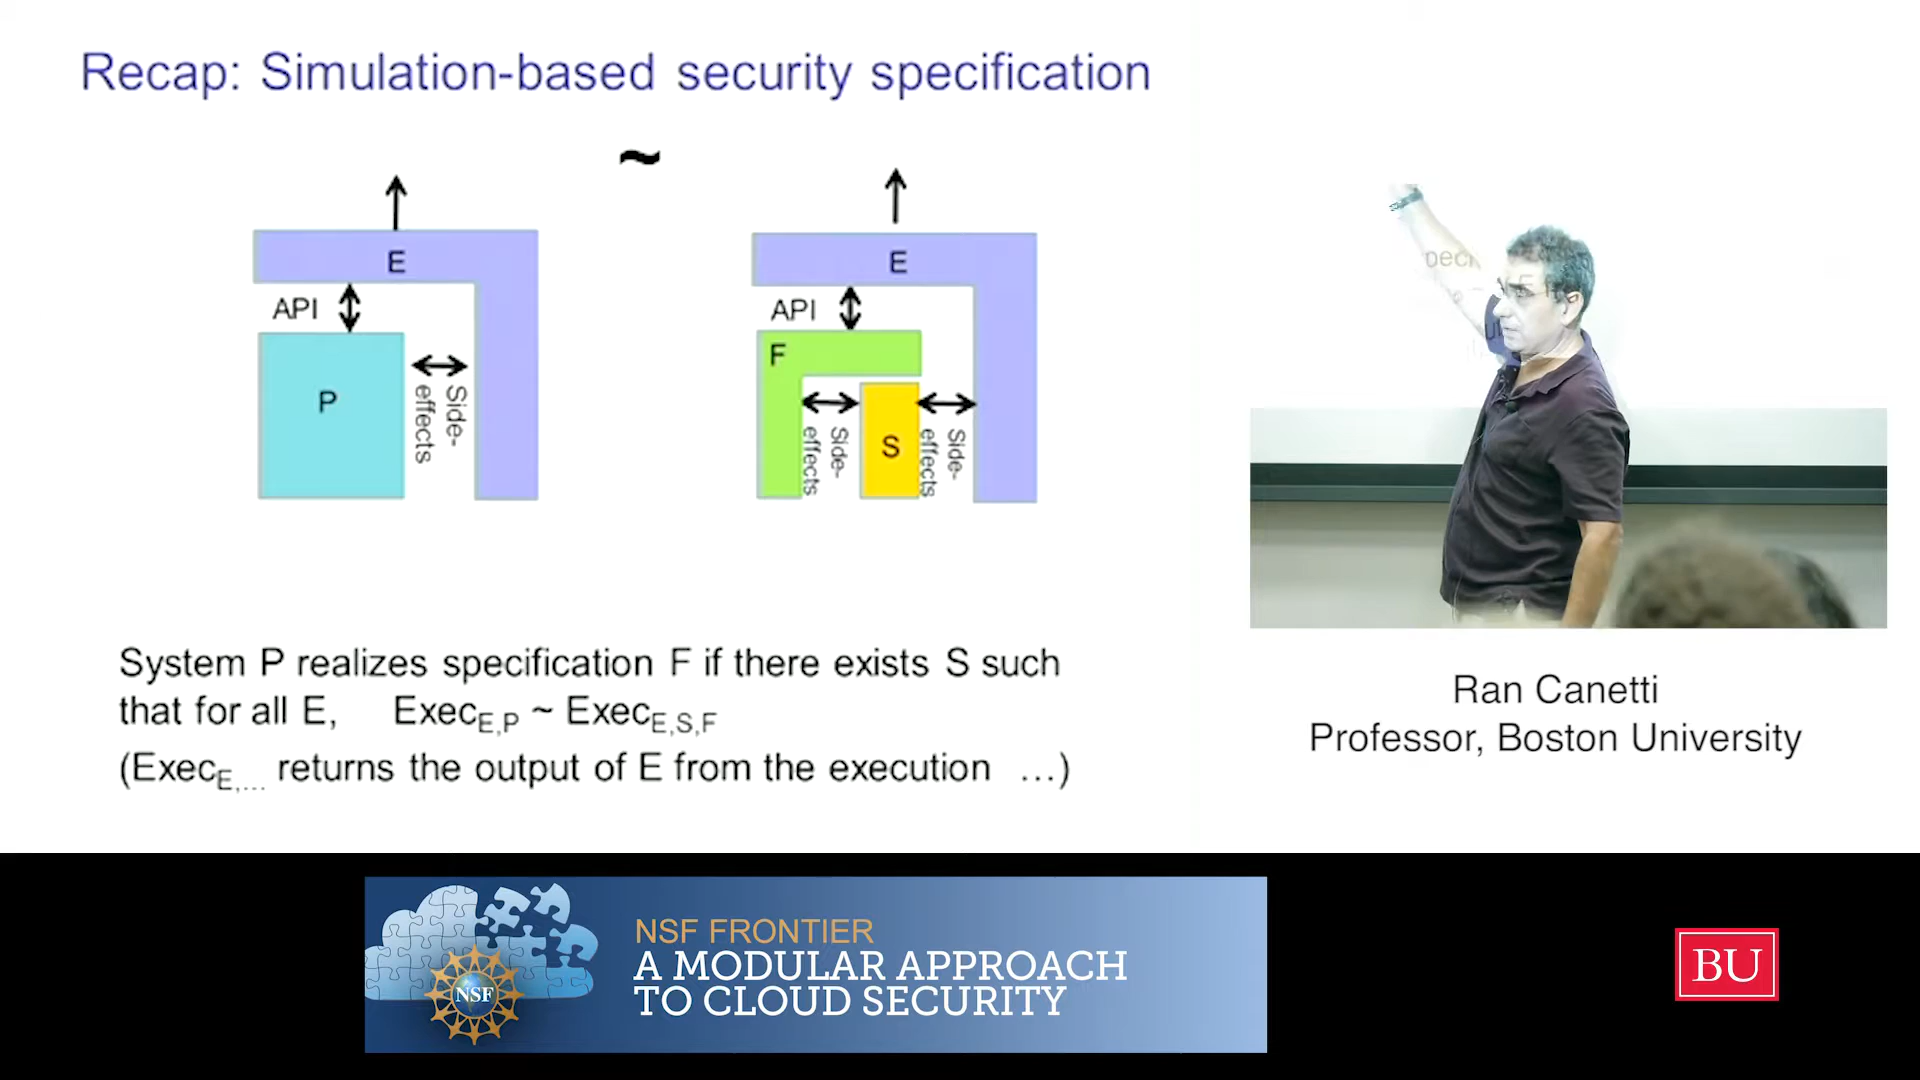 Recap: Simulation-based security specification
~
E
API
P
Side-
effects
E
API
F
Side-
effects
S
Side-
effects
System P realizes specification F if there exists S such
that for all E, Exec_E,P ~ Exec_E,S,F
(Exec_E,... returns the output of E from the execution ...)
Ran Canetti
Professor, Boston University
NSF
NSF FRONTIER
A MODULAR APPROACH
TO CLOUD SECURITY
BU